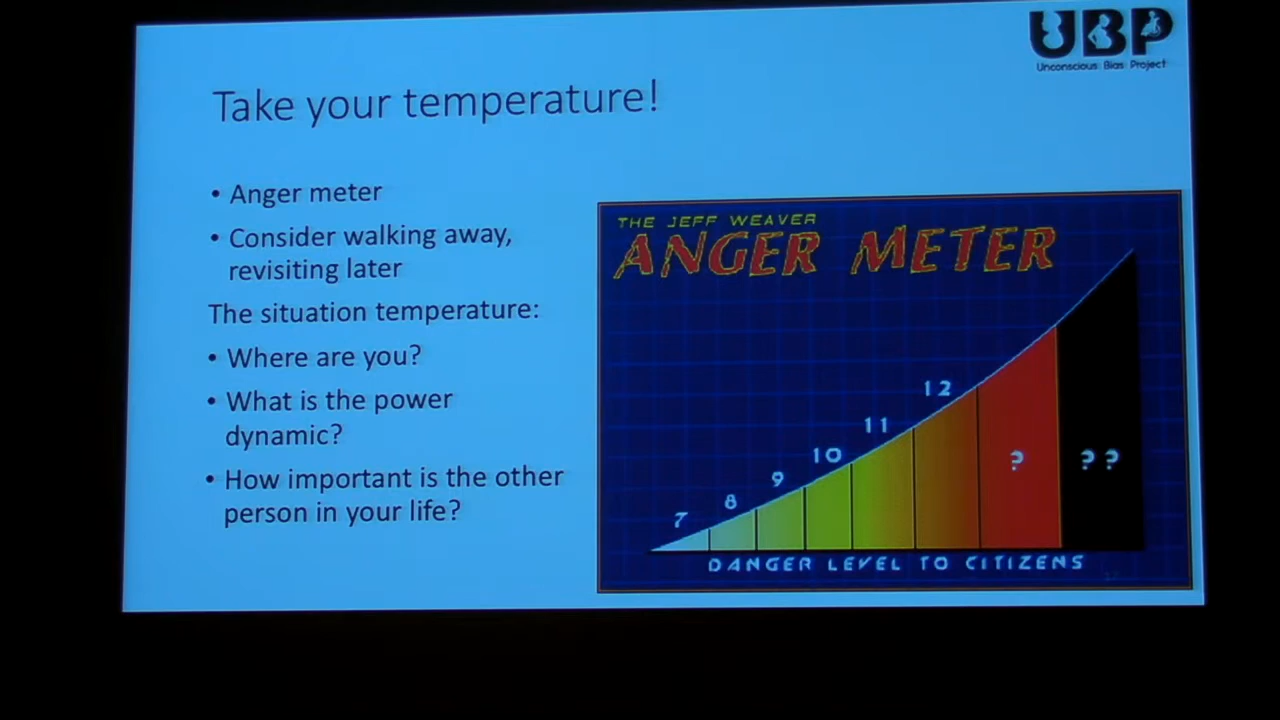 UBP
Unconscious Bias Project
Take your temperature!
• Anger meter
• Consider walking away,
revisiting later
The situation temperature:
• Where are you?
• What is the power
dynamic?
• How important is the other
person in your life?
THE JEFF WEAVER
ANGER METER
7
8
9
10
11
12
?
??
DANGER LEVEL TO CITIZENS